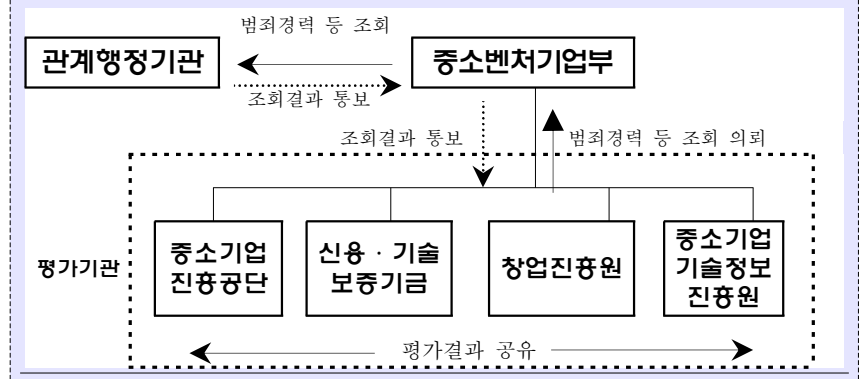 범죄경력 등 조회
관계행정기관
중소벤처기업부
조회결과 통보
조회결과 통보
범죄경력 등 조회 의뢰
평가기관
중소기업
진흥공단
신용 · 기술
보증기금
창업진흥원
중소기업
기술정보
진흥원
평가결과 공유